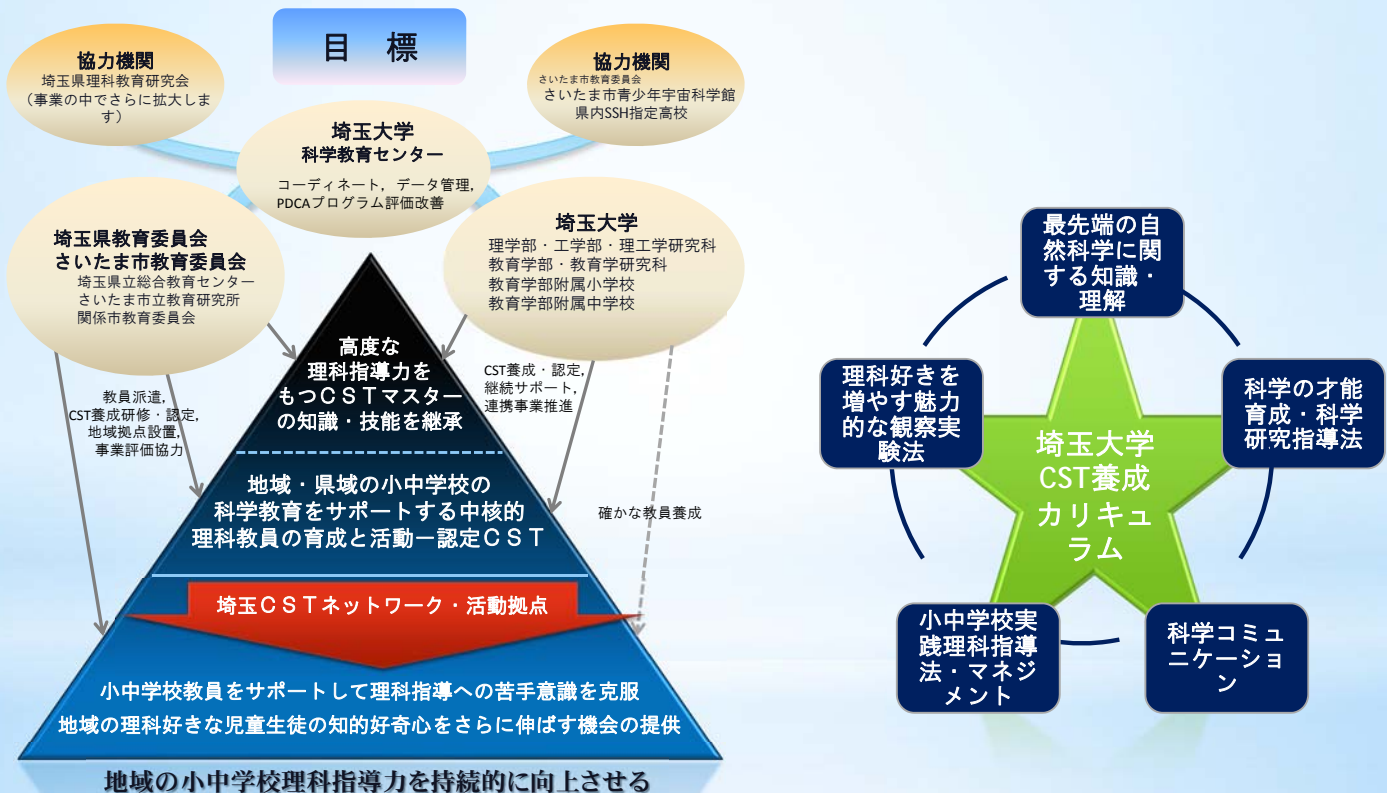 目 標
協力機関
埼玉県理科教育研究会
（事業の中でさらに拡大しま
す）
協力機関
さいたま市教育委員会
さいたま市青少年宇宙科学館
県内SSH指定高校
埼玉大学
科学教育センター
コーディネート，データ管理，
PDCAプログラム評価改善
埼玉県教育委員会
さいたま市教育委員会
埼玉県立総合教育センター
さいたま市立教育研究所
関係市教育委員会
埼玉大学
理学部・工学部・理工学研究科
教育学部・教育学研究科
教育学部附属小学校
教育学部附属中学校
教員派遣，
CST養成研修・認定，
地域拠点設置，
事業評価協力
CST養成・認定，
継続サポート，
連携事業推進
確かな教員養成
高度な
理科指導力を
もつＣＳＴマスター
の知識・技能を継承
地域・県域の小中学校の
科学教育をサポートする中核的
理科教員の育成と活動ー認定ＣＳＴ
埼玉ＣＳＴネットワーク・活動拠点
小中学校教員をサポートして理科指導への苦手意識を克服
地域の理科好きな児童生徒の知的好奇心をさらに伸ばす機会の提供
地域の小中学校理科指導力を持続的に向上させる
最先端の自
然科学に関
する知識・
理解
科学の才能
育成・科学
研究指導法
科学コミュ
ニケーショ
ン
小中学校実
践理科指導
法・マネジ
メント
理科好きを
増やす魅力
的な観察実
験法
埼玉大学
CST養成
カリキュ
ラム